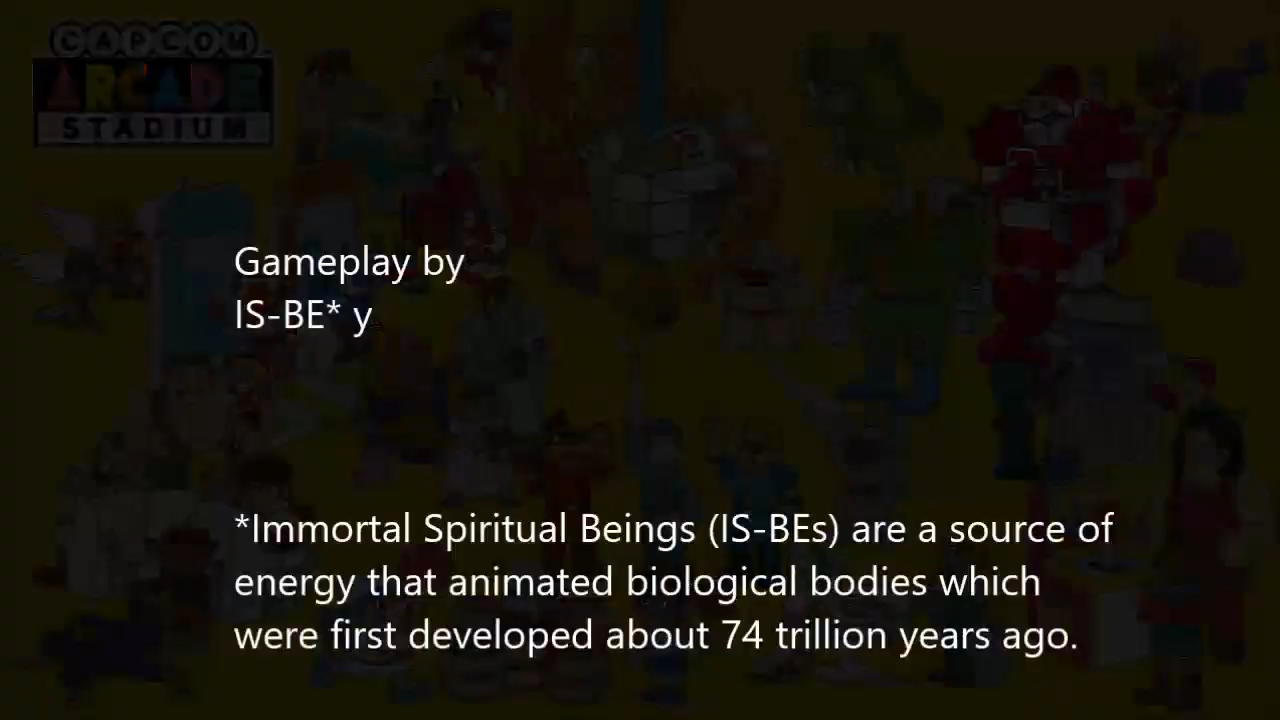 CAPCOM
ARCADE
STADIUM
Gameplay by
IS-BE* y
*Immortal Spiritual Beings (IS-BEs) are a source of
energy that animated biological bodies which
were first developed about 74 trillion years ago.